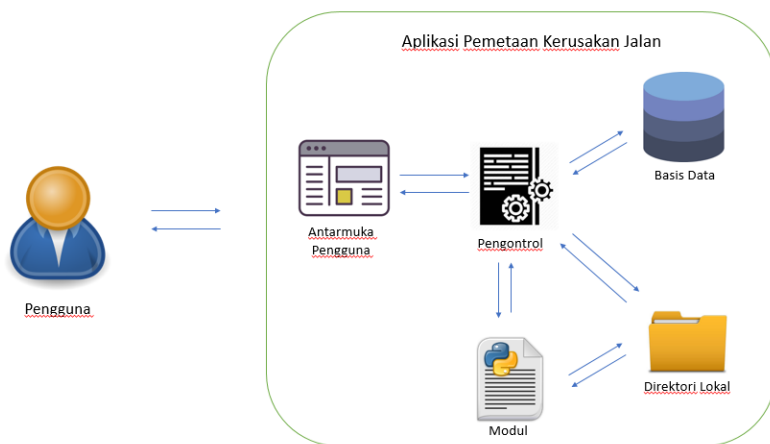 Aplikasi Pemetaan Kerusakan Jalan
Basis Data
Antarmuka
Pengguna
Pengontrol
Pengguna
Direktori Lokal
Modul